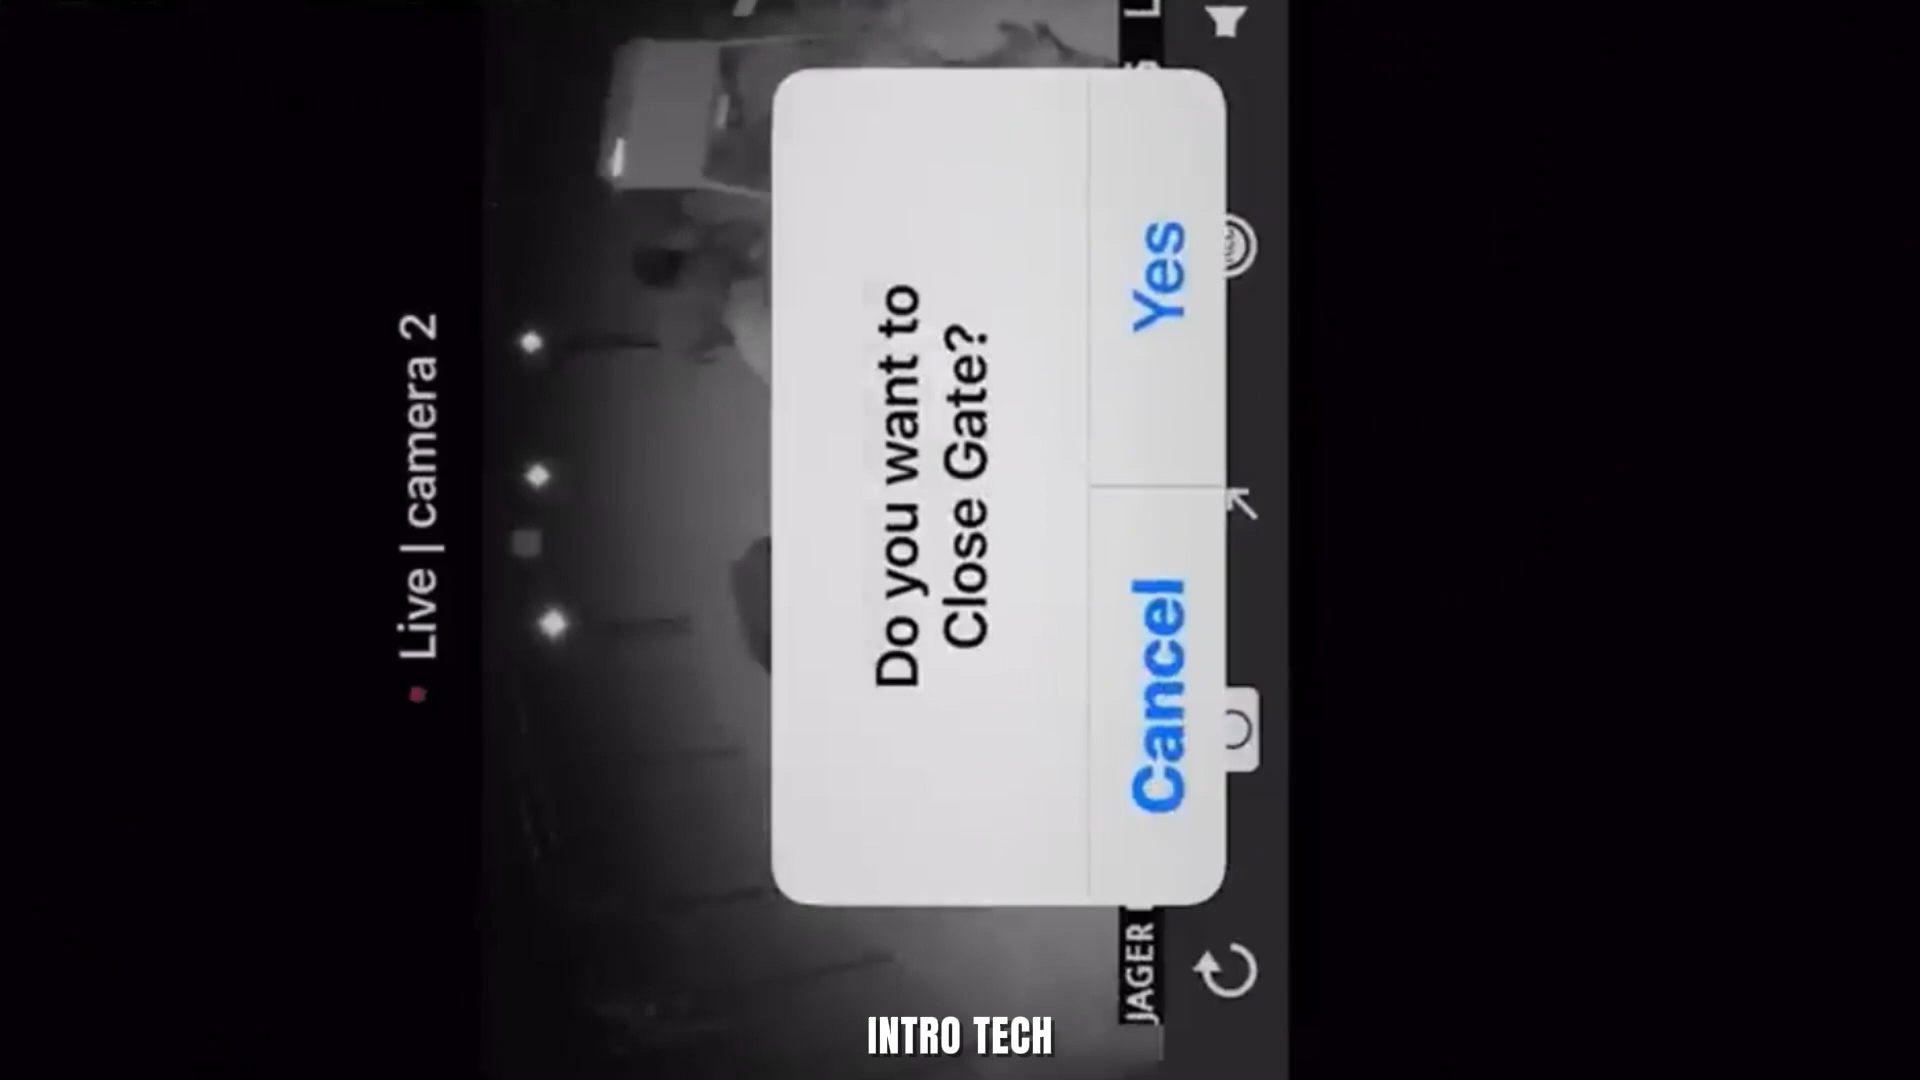 Live | camera 2
Do you want to
Close Gate?
Cancel
Yes
JAGER
INTRO TECH